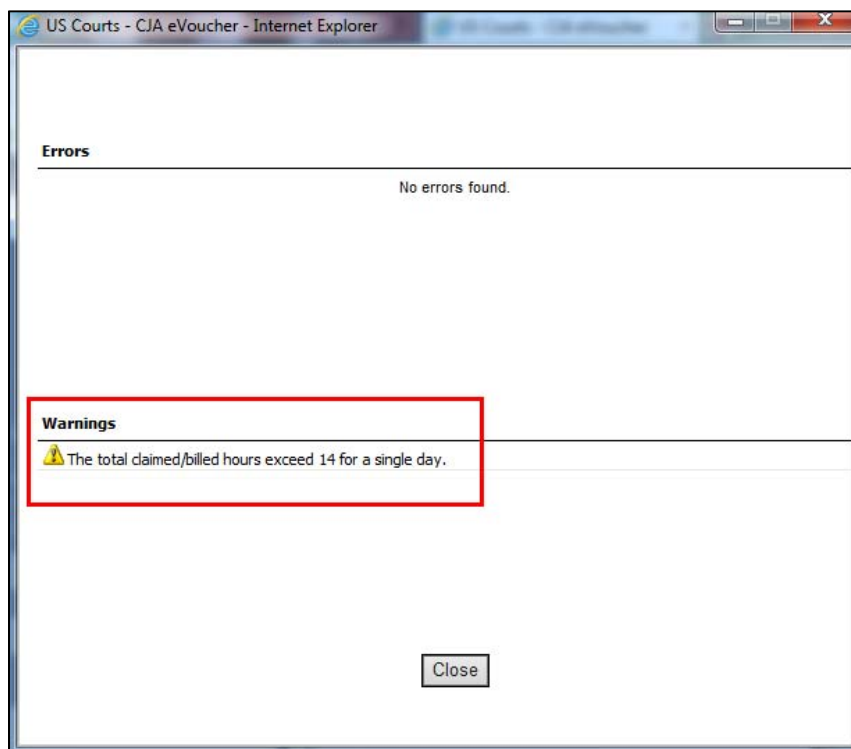 US Courts - CJA eVoucher - Internet Explorer
Errors
No errors found.
Warnings
The total claimed/billed hours exceed 14 for a single day.
Close